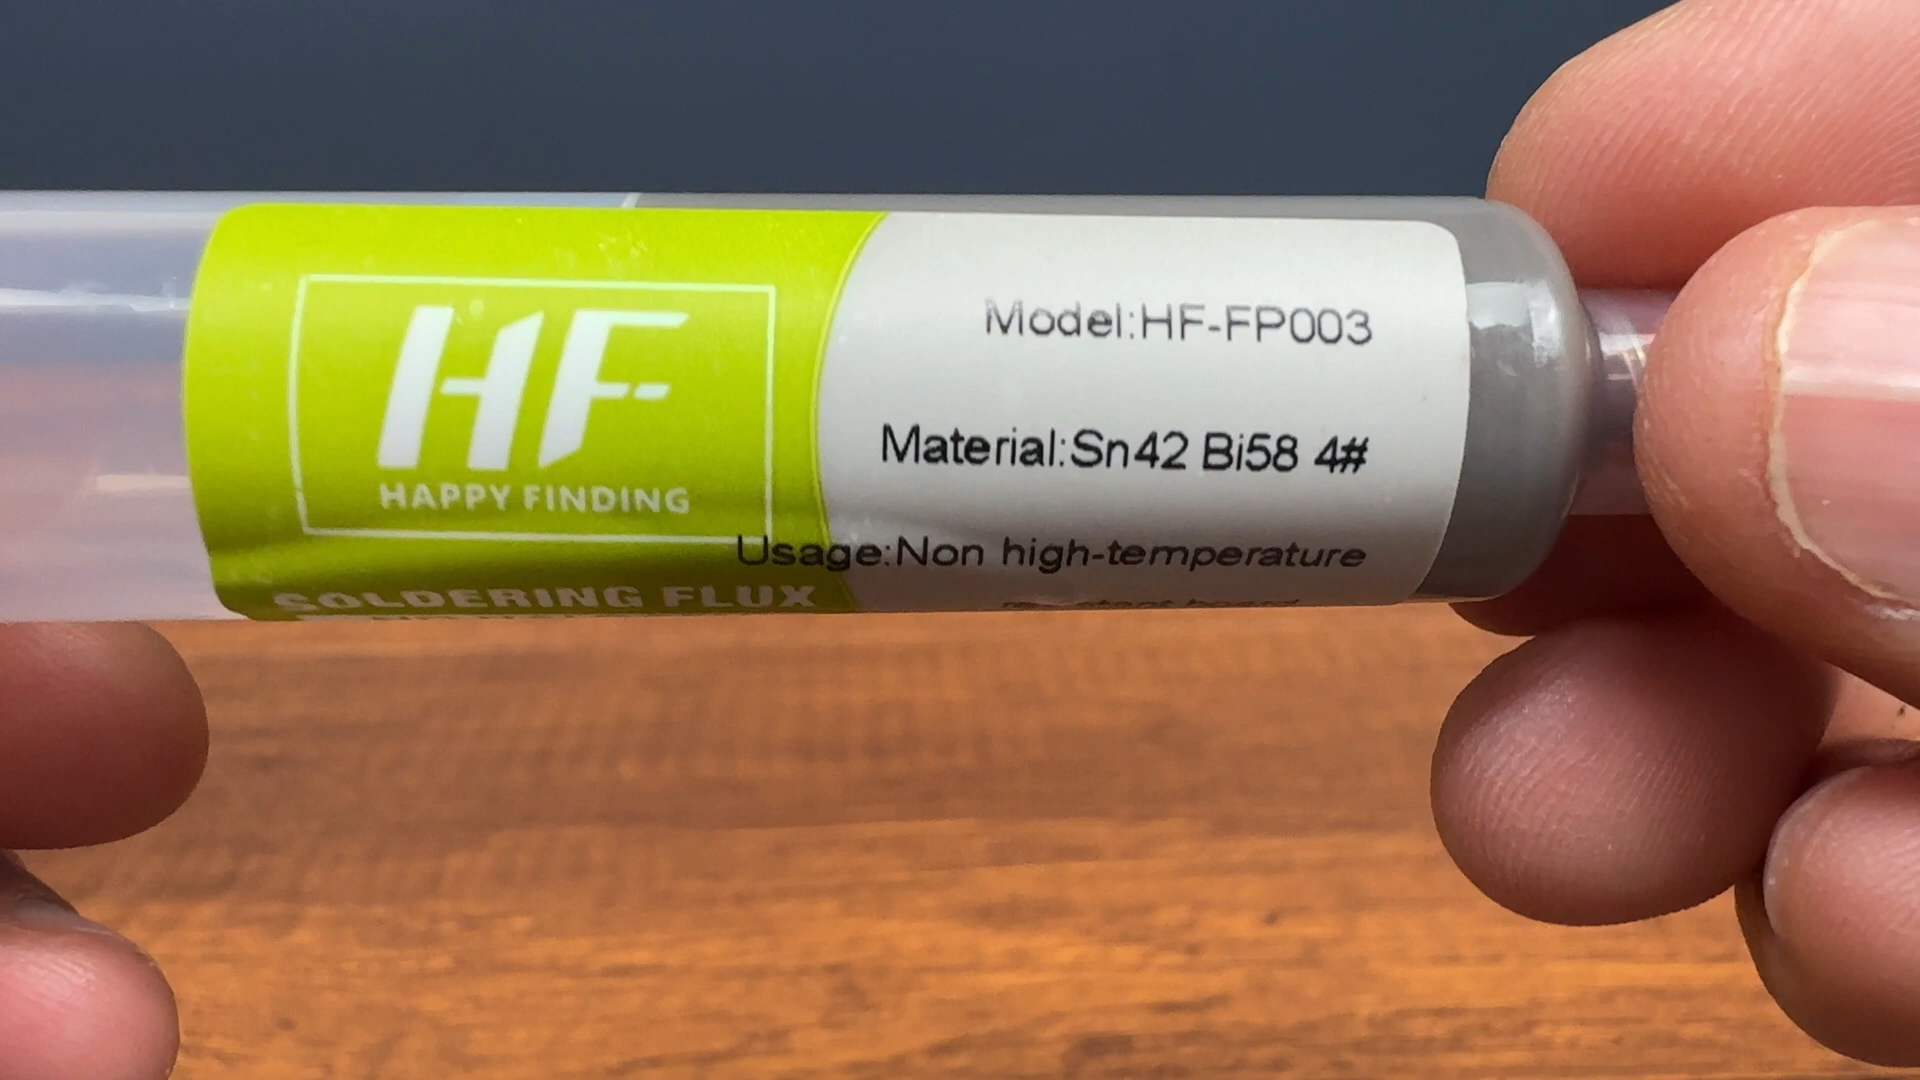 HF
HAPPY FINDING
SOLDERING FLUX
Model:HF-FP003
Material:Sn42 Bi58 4#
Usage:Non high-temperature